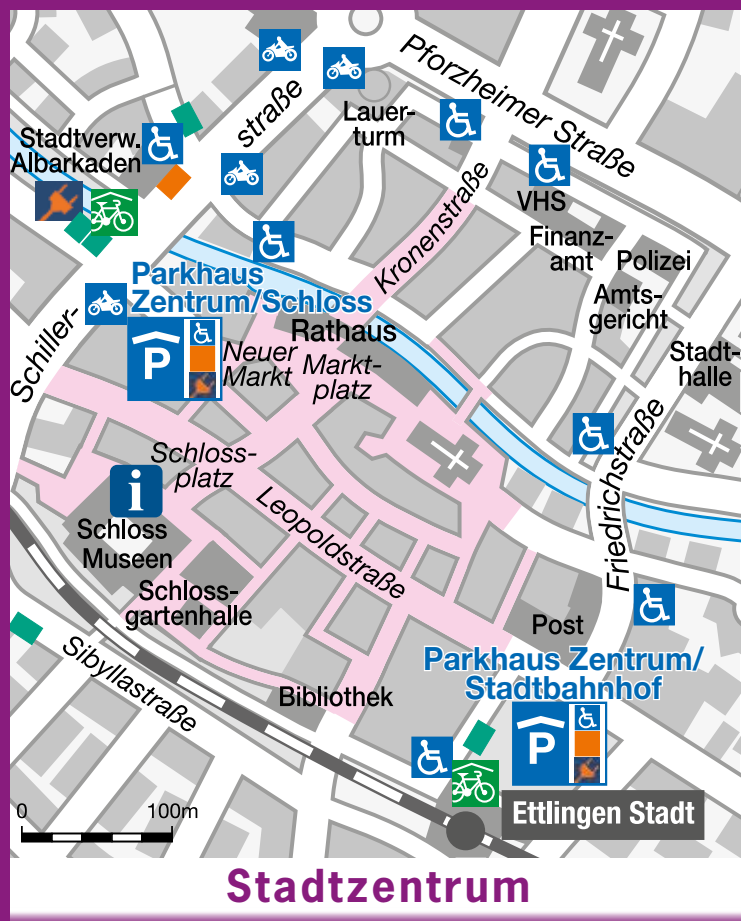 Pforzheimer Straße
straße
Lauer-
turm
Stadtverw.
Albarkaden
VHS
Kronenstraße
Finanz-
amt
Polizei
Amts-
gericht
Parkhaus
Zentrum/Schloss
Schiller-
P
Rathaus
Neuer
Markt
Markt-
platz
Stadt-
halle
Schloss-
platz
i
Leopoldstraße
Friedrichstraße
Schloss
Museen
Schloss-
gartenhalle
Post
Sibyllastraße
Parkhaus Zentrum/
Stadtbahnhof
Bibliothek
P
0 100m
Ettlingen Stadt
Stadtzentrum